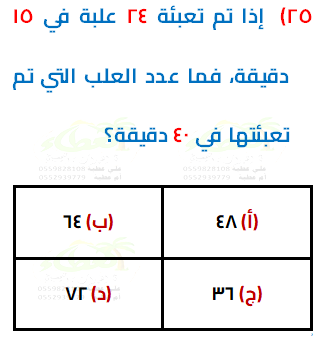 ٢٥) إذا تم تعبئة ٢٤ علبة في ١٥
دقيقة، فما عدد العلب التي تم
تعبئتها في ٤٠ دقيقة؟
(أ) ٤٨
(ب) ٦٤
(ج) ٣٦
(د) ٧٢